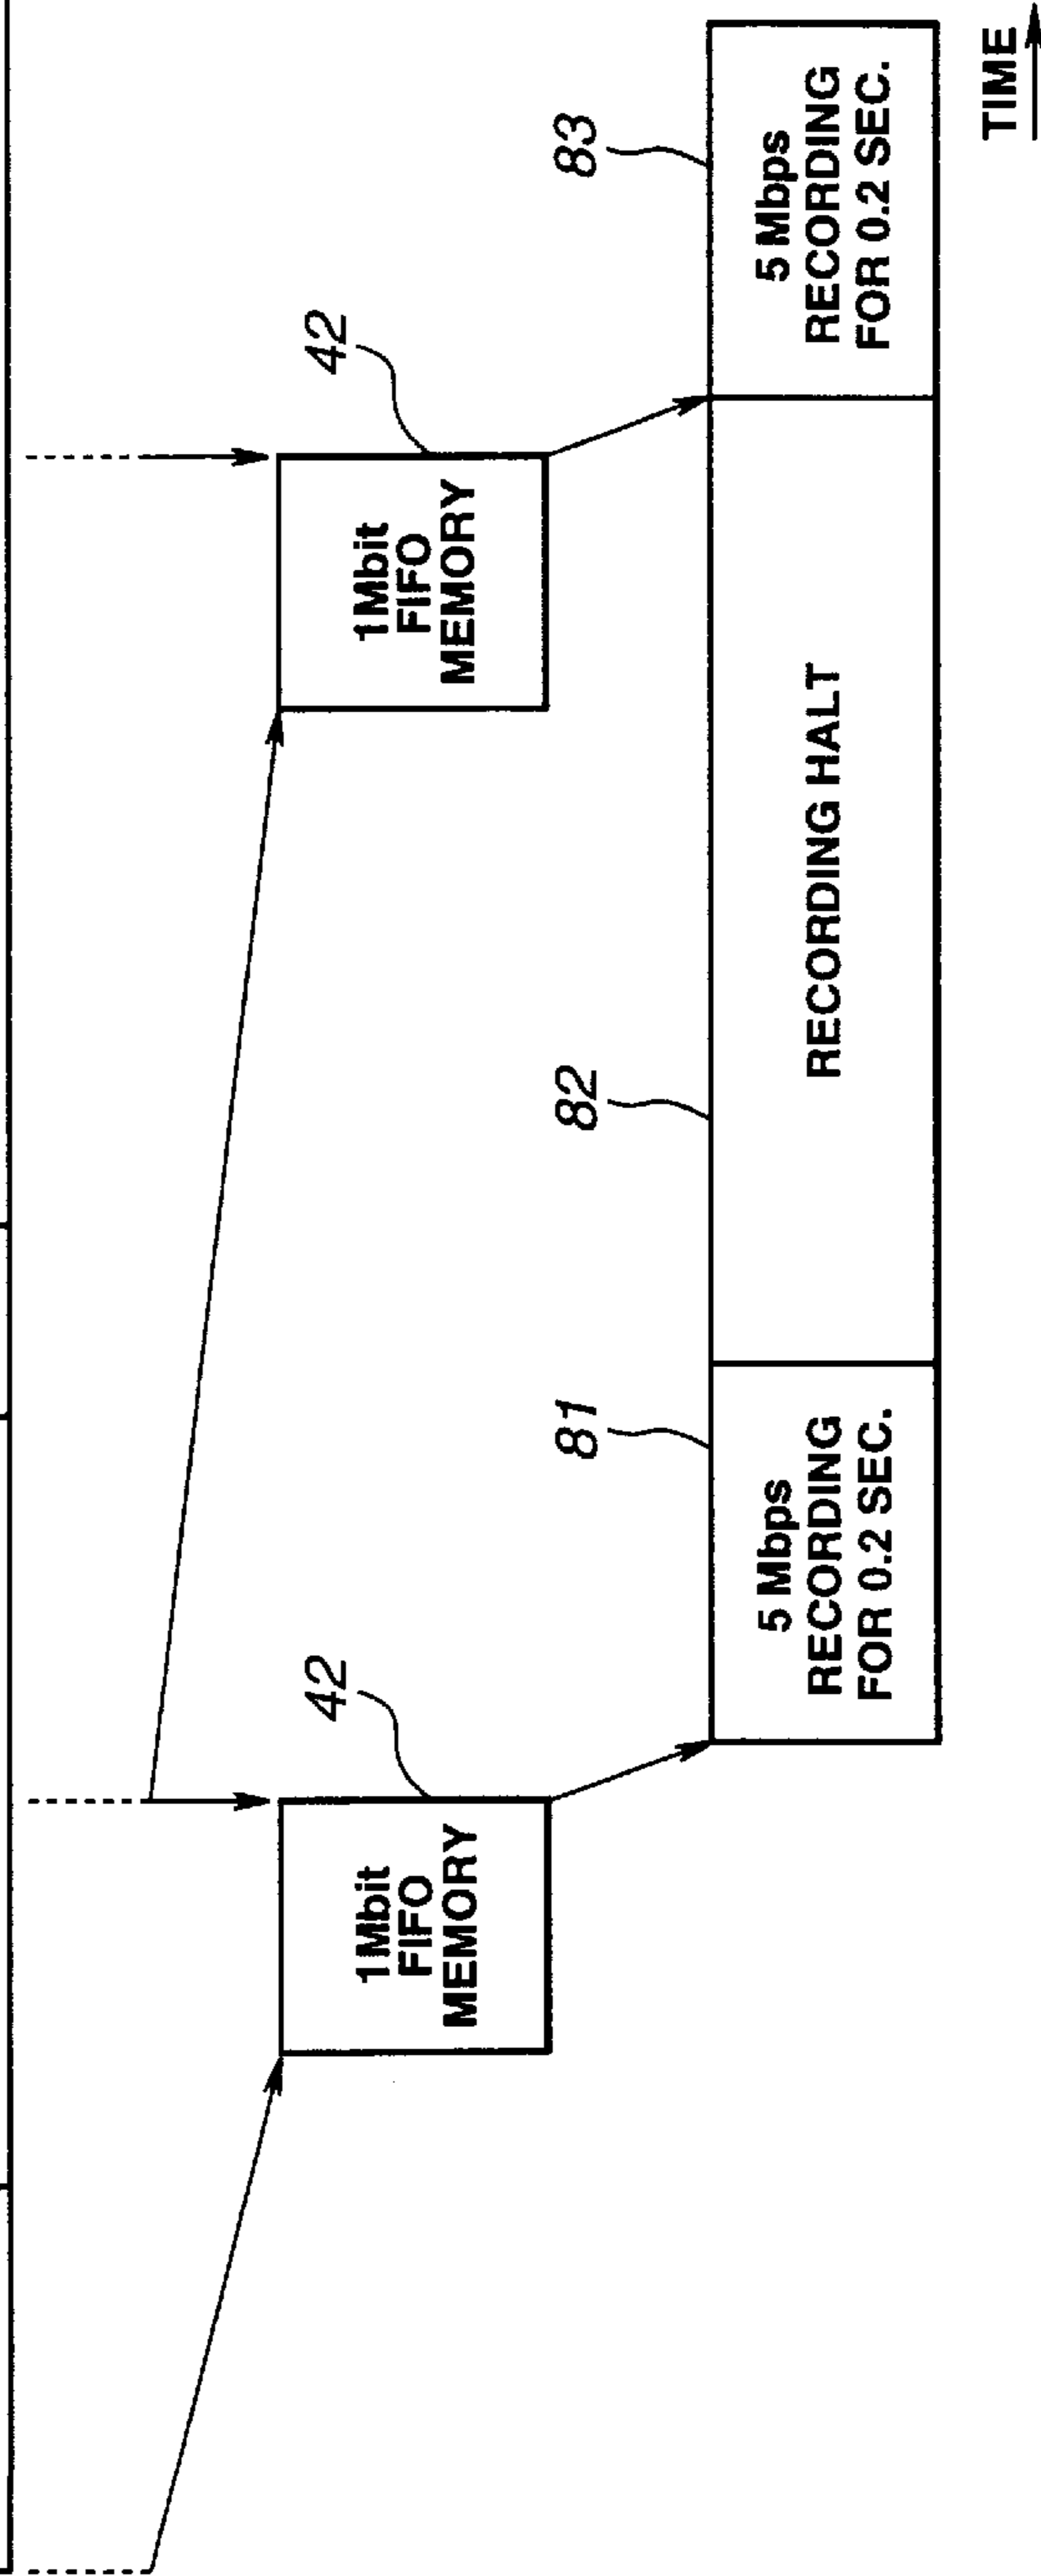 42
1Mbit
FIFO
MEMORY
42
1Mbit
FIFO
MEMORY
81
5 Mbps
RECORDING
FOR 0.2 SEC.
82
RECORDING HALT
83
5 Mbps
RECORDING
FOR 0.2 SEC.
TIME